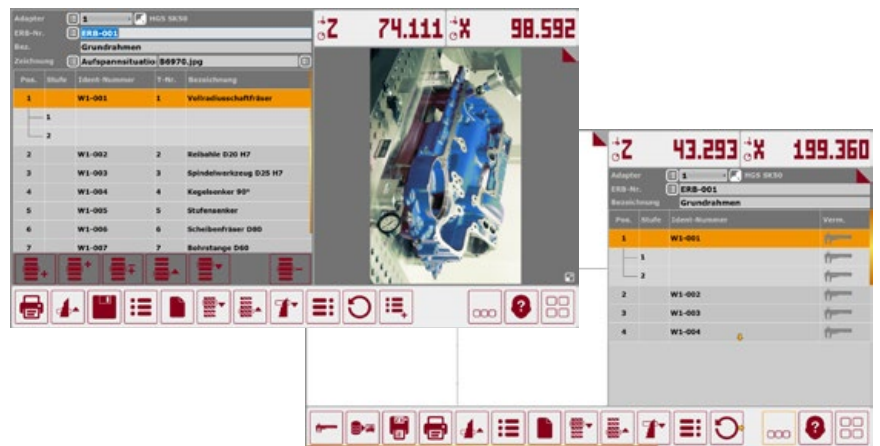 Adapter 1 HGS SK50
ERB-Nr. ERB-001
Bez. Grundrahmen
Zeichnung Aufspannsituatio B6970.jpg
Z 74.111 X 98.592
Pos. Stufe Ident-Nummer T-Nr. Bezeichnung
1 W1-001 1 Vollradiusschaftfräser
1
2
2 W1-002 2 Reibahle D20 H7
3 W1-003 3 Spindelwerkzeug D25 H7
4 W1-004 4 Kegelsenker 90°
5 W1-005 5 Stufensenker
6 W1-006 6 Scheibenfräser D80
7 W1-007 7 Bohrstange D60
Z 43.293 X 199.360
Adapter 1 HGS SK50
ERB-Nr. ERB-001
Bezeichnung Grundrahmen
Pos. Stufe Ident-Nummer Verm.
1 W1-001
1
2
2 W1-002
3 W1-003
4 W1-004